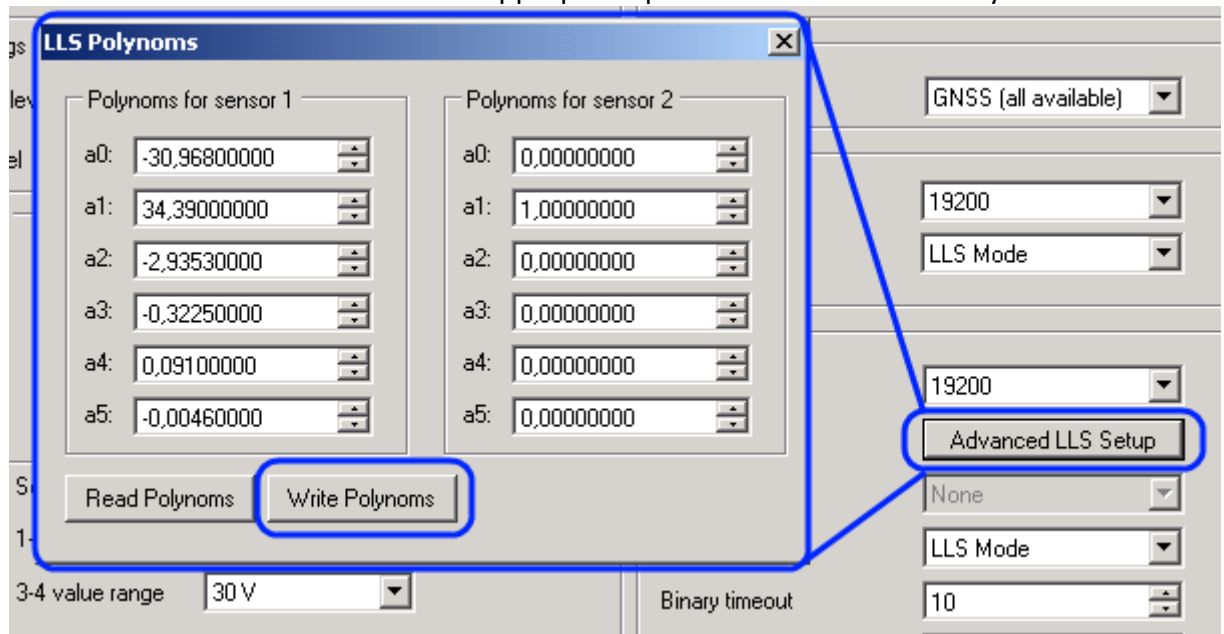 LLS Polynoms
Polynoms for sensor 1
a0: -30,96800000
a1: 34,39000000
a2: -2,93530000
a3: -0,32250000
a4: 0,09100000
a5: -0,00460000
Polynoms for sensor 2
a0: 0,00000000
a1: 1,00000000
a2: 0,00000000
a3: 0,00000000
a4: 0,00000000
a5: 0,00000000
Read Polynoms Write Polynoms
GNSS (all available)
19200
LLS Mode
19200
Advanced LLS Setup
None
LLS Mode
3-4 value range 30 V
Binary timeout 10